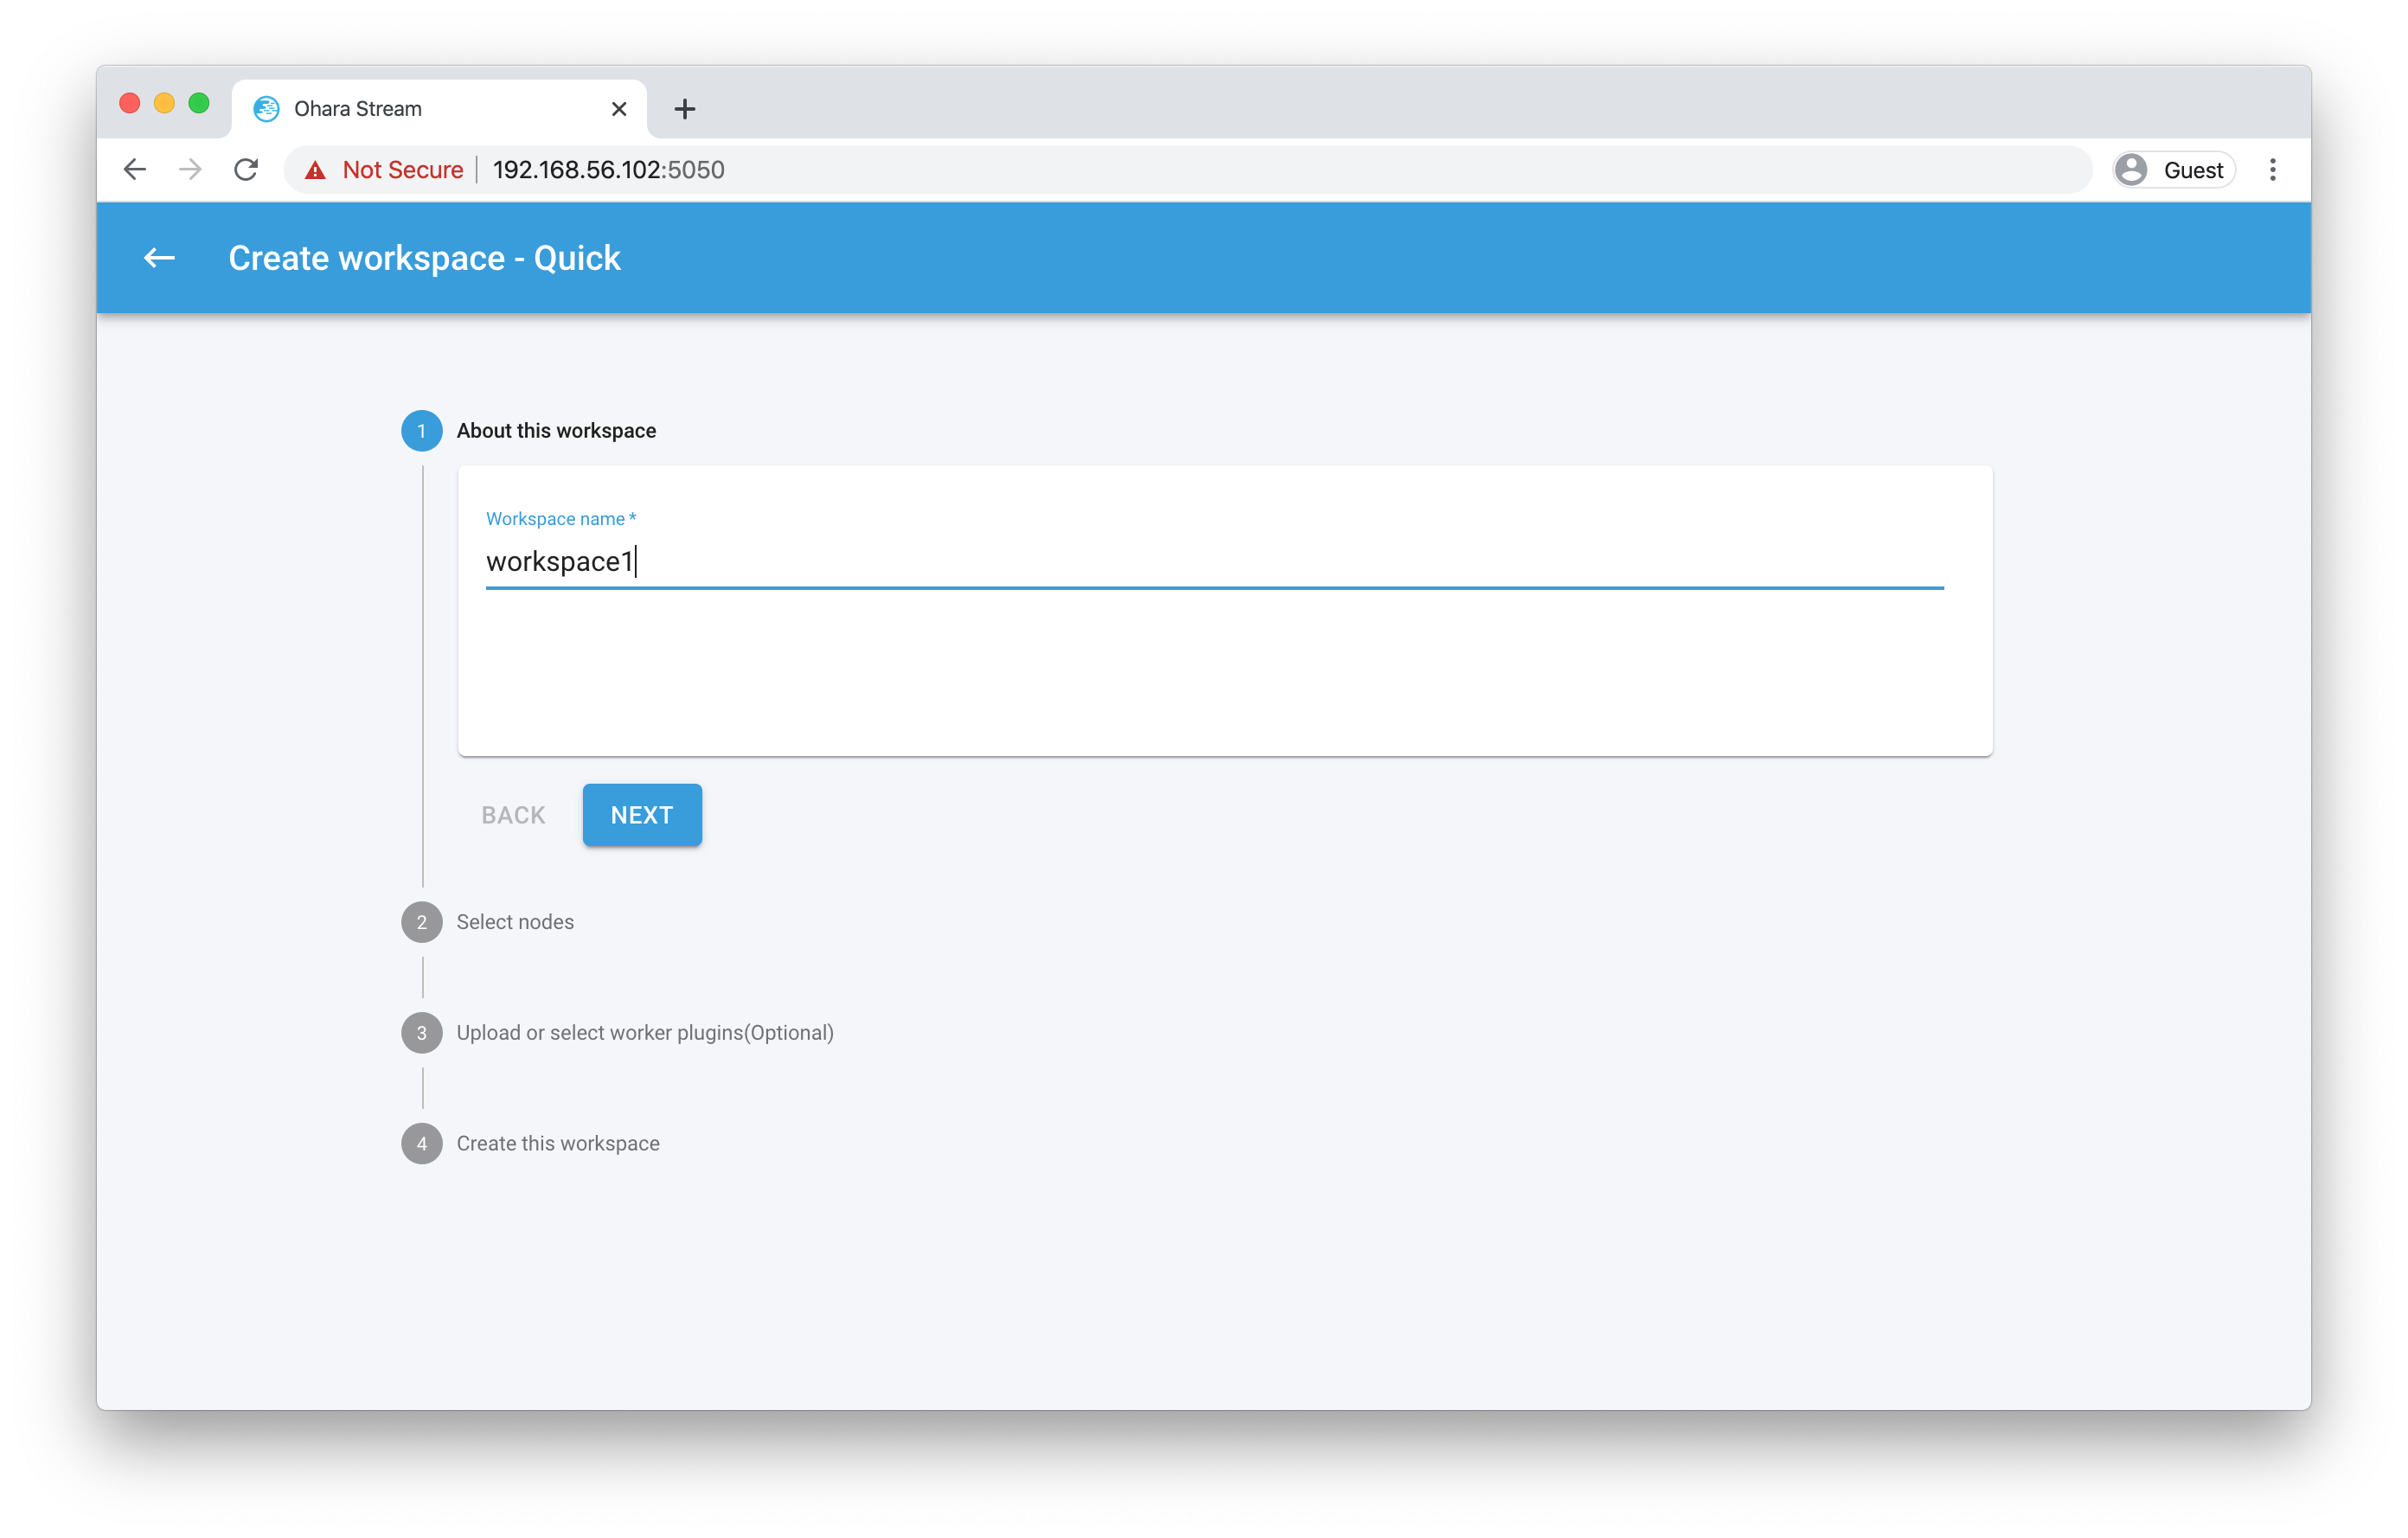 Ohara Stream
Not Secure 192.168.56.102:5050 Guest
Create workspace - Quick
1 About this workspace
Workspace name *
workspace1
BACK NEXT
2 Select nodes
3 Upload or select worker plugins(Optional)
4 Create this workspace